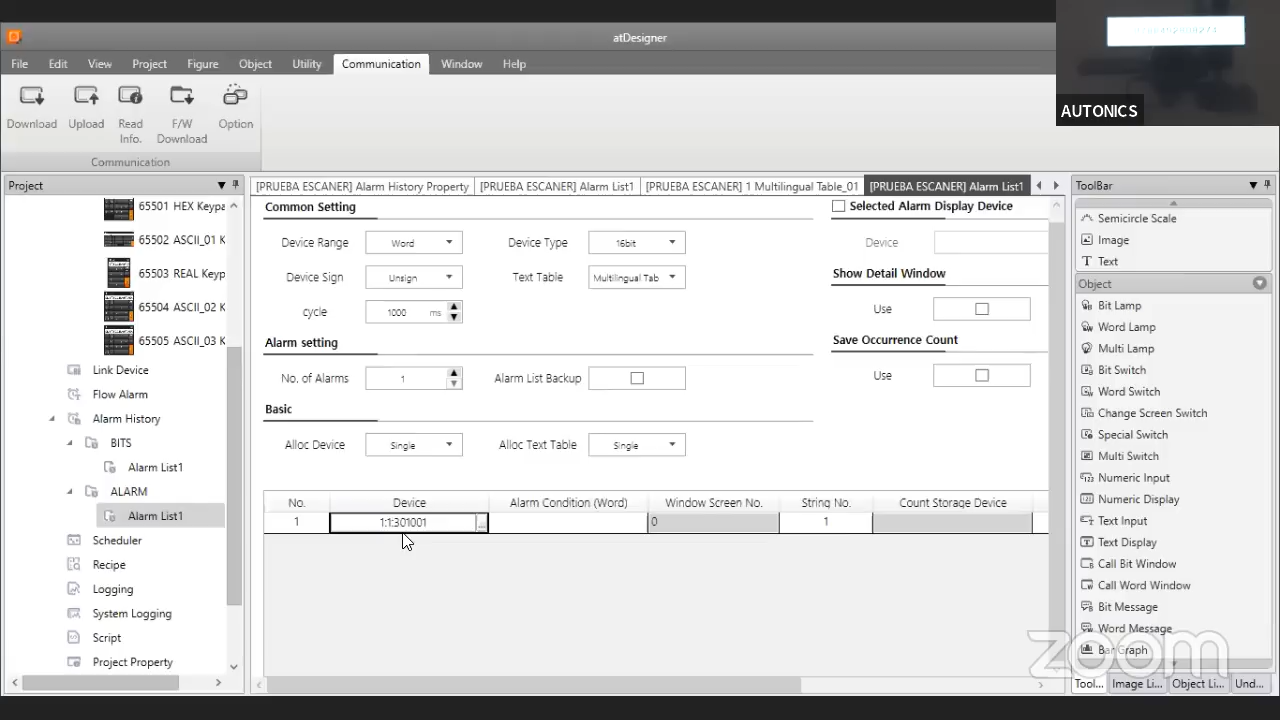 atDesigner
File Edit View Project Figure Object Utility Communication Window Help
Download Upload Read Info. F/W Download Option
Communication
AUTONICS
Project
65501 HEX Keypa
65502 ASCII_01 K
65503 REAL Keyp
65504 ASCII_02 K
65505 ASCII_03 K
Link Device
Flow Alarm
Alarm History
BITS
Alarm List1
ALARM
Alarm List1
Scheduler
Recipe
Logging
System Logging
Script
Project Property
[PRUEBA ESCANER] Alarm History Property [PRUEBA ESCANER] Alarm List1 [PRUEBA ESCANER] 1 Multilingual Table_01 [PRUEBA ESCANER] Alarm List1
Common Setting
Device Range Word Device Type 16bit
Device Sign Unsign Text Table Multilingual Tab
cycle 1000 ms
Alarm setting
No. of Alarms 1 Alarm List Backup
Basic
Alloc Device Single Alloc Text Table Single
Selected Alarm Display Device
Device
Show Detail Window
Use
Save Occurrence Count
Use
No. Device Alarm Condition (Word) Window Screen No. String No. Count Storage Device
1 1:1:301001 0 1
ToolBar
Semicircle Scale
Image
Text
Object
Bit Lamp
Word Lamp
Multi Lamp
Bit Switch
Word Switch
Change Screen Switch
Special Switch
Multi Switch
Numeric Input
Numeric Display
Text Input
Text Display
Call Bit Window
Call Word Window
Bit Message
Word Message
Bar Graph
Tool... Image Li... Object Li... Und...
zoom